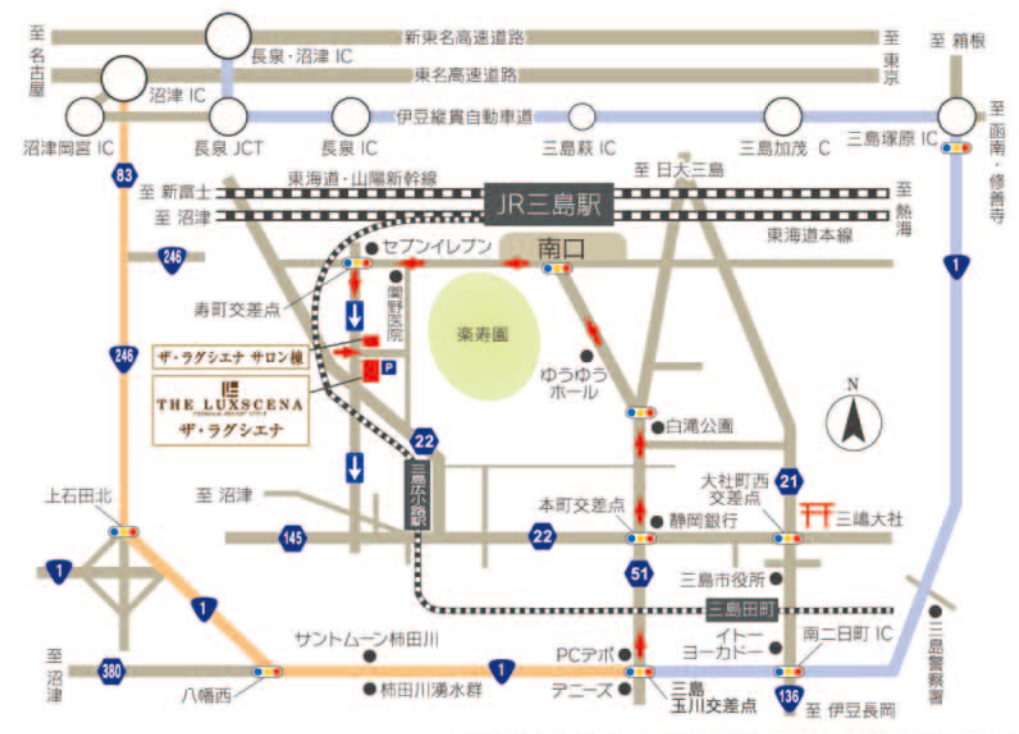 至 名古屋
新東名高速道路
至 東京
至 箱根
長泉・沼津 IC
東名高速道路
沼津 IC
伊豆縦貫自動車道
沼津岡宮 IC
長泉 JCT
長泉 IC
三島萩 IC
三島加茂 C
三島塚原 IC
至 函南・修善寺
83
東海道・山陽新幹線
至 日大三島
至 新富士
JR三島駅
至 熱海
至 沼津
東海道本線
246
セブンイレブン
南口
1
寿町交差点
関野医院
楽寿園
246
ザ・ラグシエナ サロン棟
P
ゆうゆう
ホール
THE LUXSCENA
ザ・ラグシエナ
N
白滝公園
22
上石田北
至 沼津
三島広小路駅
大社町西
交差点
21
本町交差点
静岡銀行
三嶋大社
145
22
1
51
三島市役所
1
三島田町
サントムーン柿田川
イトー
ヨーカドー
南二日町 IC
三島警察署
至 沼津
380
PCデポ
1
八幡西
柿田川湧水群
デニーズ
三島
玉川交差点
136
至 伊豆長岡